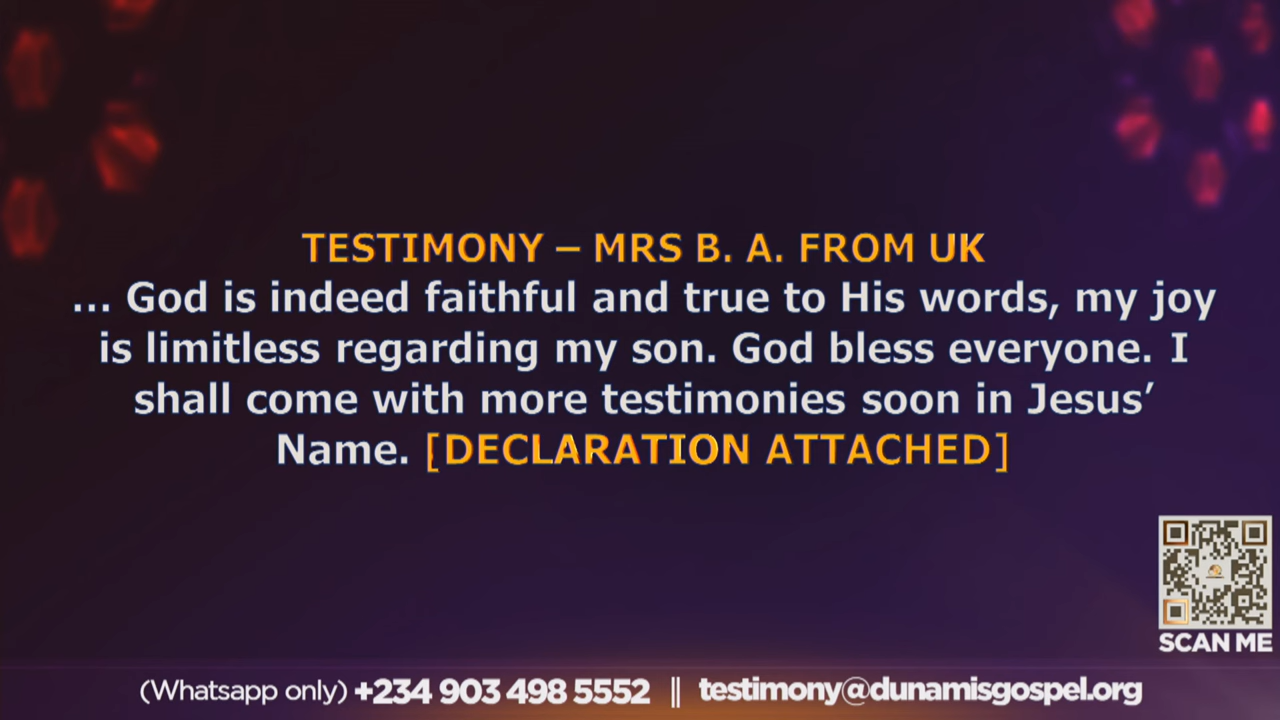 TESTIMONY – MRS B. A. FROM UK
... God is indeed faithful and true to His words, my joy
is limitless regarding my son. God bless everyone. I
shall come with more testimonies soon in Jesus’
Name. [DECLARATION ATTACHED]
SCAN ME
(Whatsapp only) +234 903 498 5552 || testimony@dunamisgospel.org